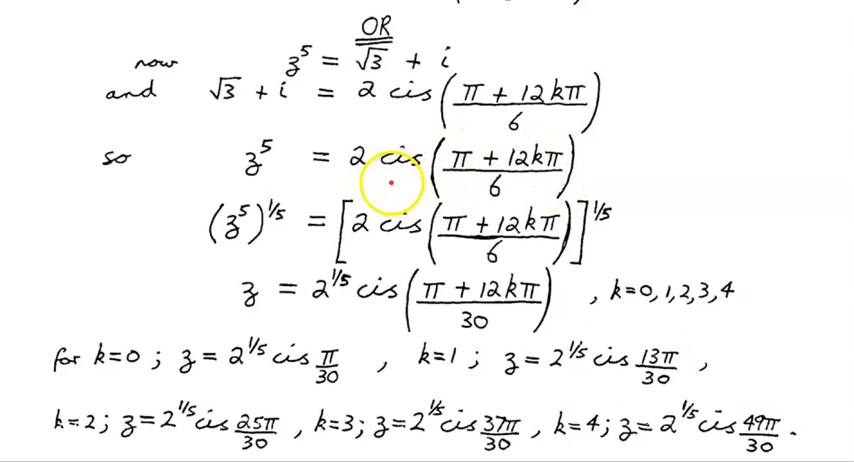 OR
now z⁵ = √3 + i
and √3 + i = 2 cis((π + 12kπ)/6)
so z⁵ = 2 cis((π + 12kπ)/6)
(z⁵)^1/5 = [2 cis((π + 12kπ)/6)]^1/5
z = 2^1/5 cis((π + 12kπ)/30) , k=0,1,2,3,4
for k=0 ; z = 2^1/5 cis π/30 , k=1 ; z = 2^1/5 cis 13π/30 ,
k=2 ; z = 2^1/5 cis 25π/30 , k=3 ; z = 2^1/5 cis 37π/30 , k=4 ; z = 2^1/5 cis 49π/30 .